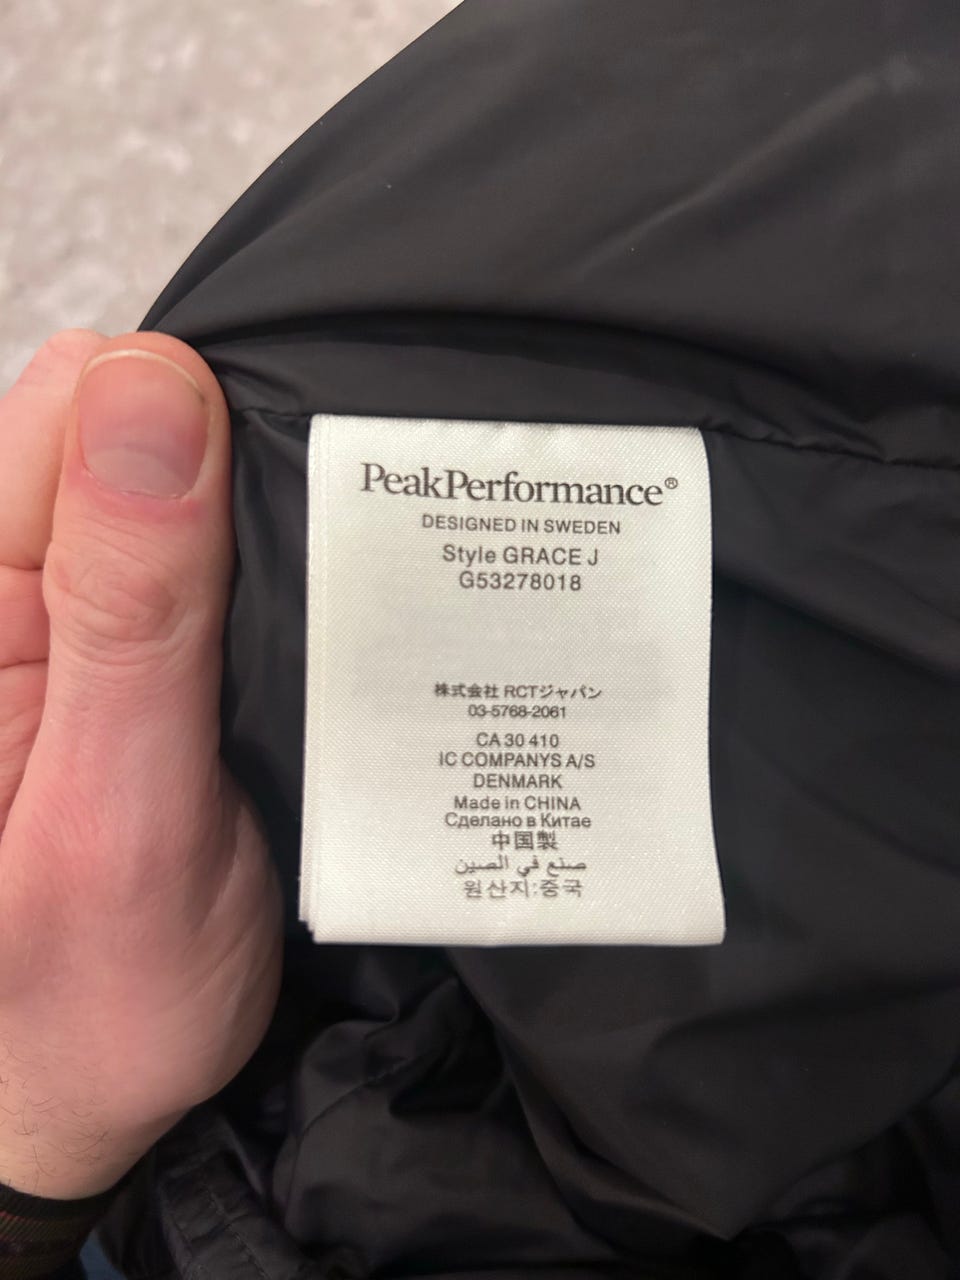 PeakPerformance®
DESIGNED IN SWEDEN
Style GRACE J
G53278018
株式会社 RCTジャパン
03-5768-2061
CA 30 410
IC COMPANYS A/S
DENMARK
Made in CHINA
Сделано в Китае
中国製
صنع في الصين
원산지:중국